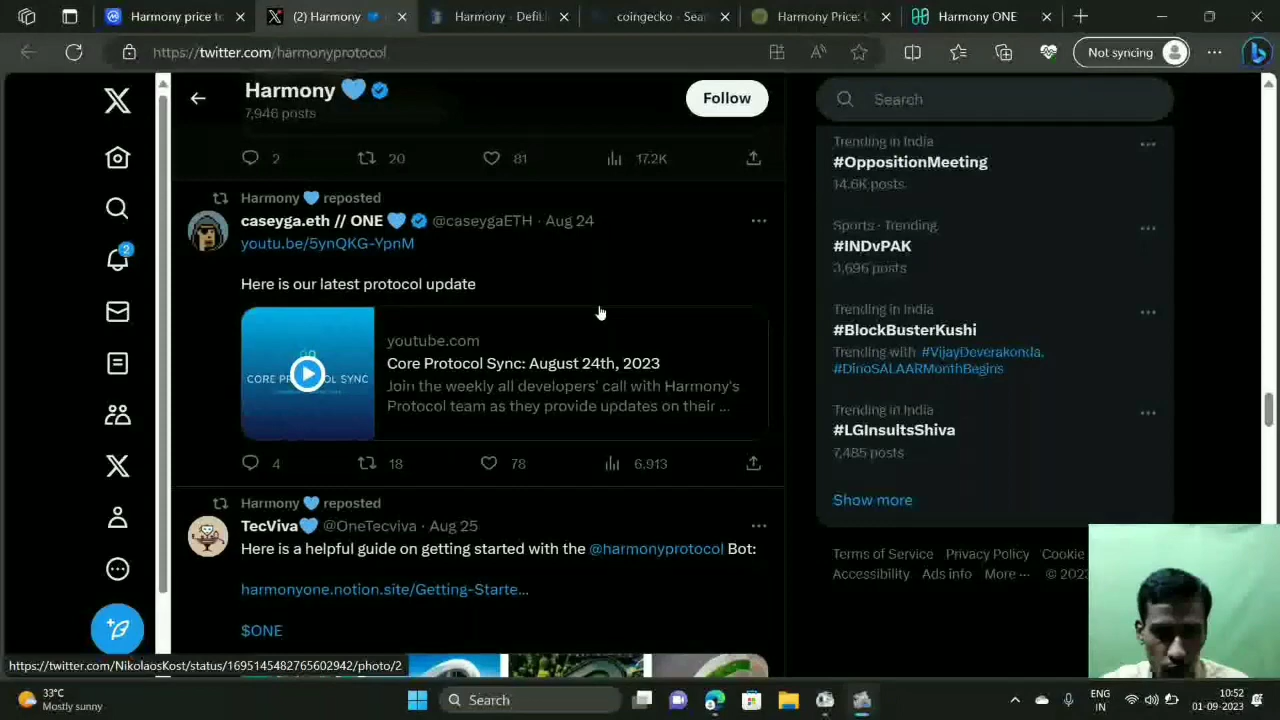 Harmony price to
(2) Harmony
Harmony - DefiL
coingecko - Sear
Harmony Price: C
Harmony ONE
https://twitter.com/harmonyprotocol
Not syncing
Harmony
7,946 posts
Follow
Search
2
20
81
17.2K
Harmony 💙 reposted
caseyga.eth // ONE 💙 @caseygaETH · Aug 24
youtu.be/5ynQKG-YpnM
Here is our latest protocol update
CORE PR
OL SYNC
youtube.com
Core Protocol Sync: August 24th, 2023
Join the weekly all developers' call with Harmony's
Protocol team as they provide updates on their ...
4
18
78
6,913
Harmony 💙 reposted
TecViva💙 @OneTecviva · Aug 25
Here is a helpful guide on getting started with the @harmonyprotocol Bot:
harmonyone.notion.site/Getting-Starte...
$ONE
Trending in India
#OppositionMeeting
14.6K posts
Sports · Trending
#INDvPAK
3,696 posts
Trending in India
#BlockBusterKushi
Trending with #VijayDeverakonda,
#DinoSALAARMonthBegins
Trending in India
#LGInsultsShiva
7,485 posts
Show more
Terms of Service Privacy Policy Cookie
Accessibility Ads info More ··· © 2023
2
https://twitter.com/NikolaosKost/status/1695145482765602942/photo/2
33°C
Mostly sunny
Search
ENG
IN
10:52
01-09-2023